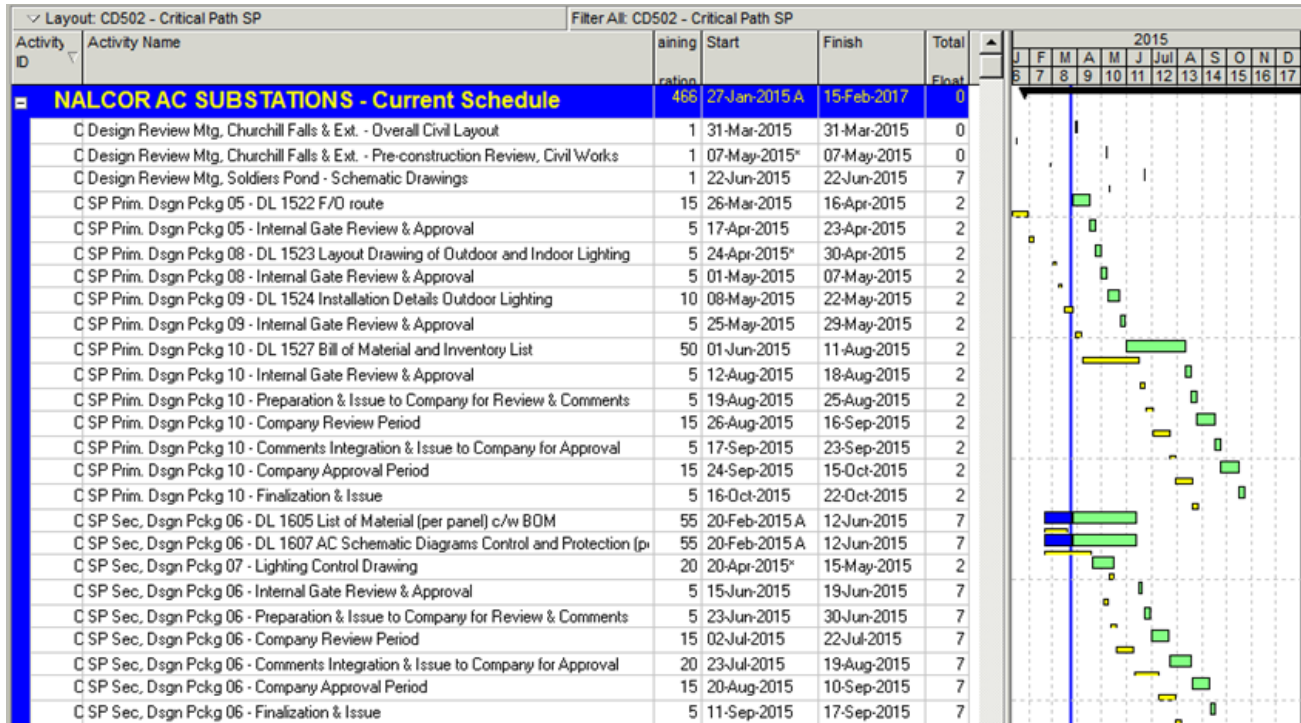 Layout: CD502 - Critical Path SP Filter All: CD502 - Critical Path SP
Activity ID Activity Name aining ration Start Finish Total Float 2015
J F M A M J Jul A S O N D
6 7 8 9 10 11 12 13 14 15 16 17
NALCOR AC SUBSTATIONS - Current Schedule 466 27-Jan-2015 A 15-Feb-2017 0
C Design Review Mtg, Churchill Falls & Ext. - Overall Civil Layout 1 31-Mar-2015 31-Mar-2015 0
C Design Review Mtg, Churchill Falls & Ext. - Pre-construction Review, Civil Works 1 07-May-2015* 07-May-2015 0
C Design Review Mtg, Soldiers Pond - Schematic Drawings 1 22-Jun-2015 22-Jun-2015 7
C SP Prim. Dsgn Pckg 05 - DL 1522 F/O route 15 26-Mar-2015 16-Apr-2015 2
C SP Prim. Dsgn Pckg 05 - Internal Gate Review & Approval 5 17-Apr-2015 23-Apr-2015 2
C SP Prim. Dsgn Pckg 08 - DL 1523 Layout Drawing of Outdoor and Indoor Lighting 5 24-Apr-2015* 30-Apr-2015 2
C SP Prim. Dsgn Pckg 08 - Internal Gate Review & Approval 5 01-May-2015 07-May-2015 2
C SP Prim. Dsgn Pckg 09 - DL 1524 Installation Details Outdoor Lighting 10 08-May-2015 22-May-2015 2
C SP Prim. Dsgn Pckg 09 - Internal Gate Review & Approval 5 25-May-2015 29-May-2015 2
C SP Prim. Dsgn Pckg 10 - DL 1527 Bill of Material and Inventory List 50 01-Jun-2015 11-Aug-2015 2
C SP Prim. Dsgn Pckg 10 - Internal Gate Review & Approval 5 12-Aug-2015 18-Aug-2015 2
C SP Prim. Dsgn Pckg 10 - Preparation & Issue to Company for Review & Comments 5 19-Aug-2015 25-Aug-2015 2
C SP Prim. Dsgn Pckg 10 - Company Review Period 15 26-Aug-2015 16-Sep-2015 2
C SP Prim. Dsgn Pckg 10 - Comments Integration & Issue to Company for Approval 5 17-Sep-2015 23-Sep-2015 2
C SP Prim. Dsgn Pckg 10 - Company Approval Period 15 24-Sep-2015 15-Oct-2015 2
C SP Prim. Dsgn Pckg 10 - Finalization & Issue 5 16-Oct-2015 22-Oct-2015 2
C SP Sec, Dsgn Pckg 06 - DL 1605 List of Material (per panel) c/w BOM 55 20-Feb-2015 A 12-Jun-2015 7
C SP Sec, Dsgn Pckg 06 - DL 1607 AC Schematic Diagrams Control and Protection (p 55 20-Feb-2015 A 12-Jun-2015 7
C SP Sec, Dsgn Pckg 07 - Lighting Control Drawing 20 20-Apr-2015* 15-May-2015 2
C SP Sec, Dsgn Pckg 06 - Internal Gate Review & Approval 5 15-Jun-2015 19-Jun-2015 7
C SP Sec, Dsgn Pckg 06 - Preparation & Issue to Company for Review & Comments 5 23-Jun-2015 30-Jun-2015 7
C SP Sec, Dsgn Pckg 06 - Company Review Period 15 02-Jul-2015 22-Jul-2015 7
C SP Sec, Dsgn Pckg 06 - Comments Integration & Issue to Company for Approval 20 23-Jul-2015 19-Aug-2015 7
C SP Sec, Dsgn Pckg 06 - Company Approval Period 15 20-Aug-2015 10-Sep-2015 7
C SP Sec, Dsgn Pckg 06 - Finalization & Issue 5 11-Sep-2015 17-Sep-2015 7